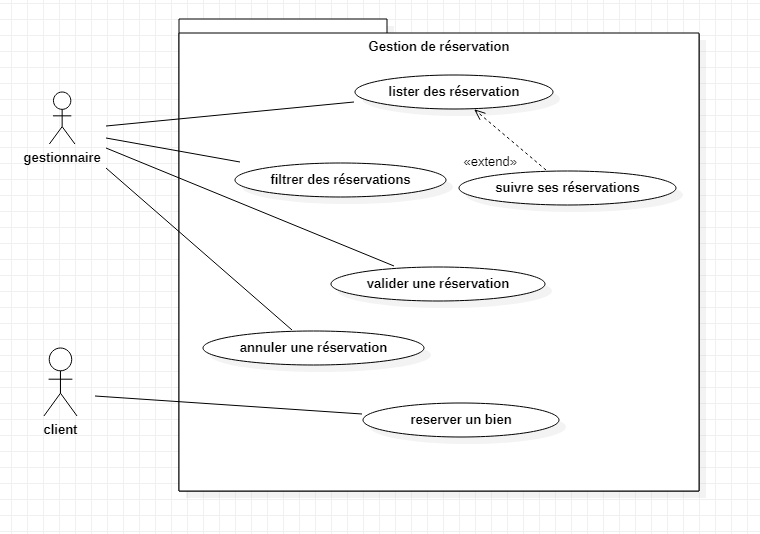 Gestion de réservation
lister des réservation
gestionnaire
«extend»
filtrer des réservations
suivre ses réservations
valider une réservation
annuler une réservation
reserver un bien
client